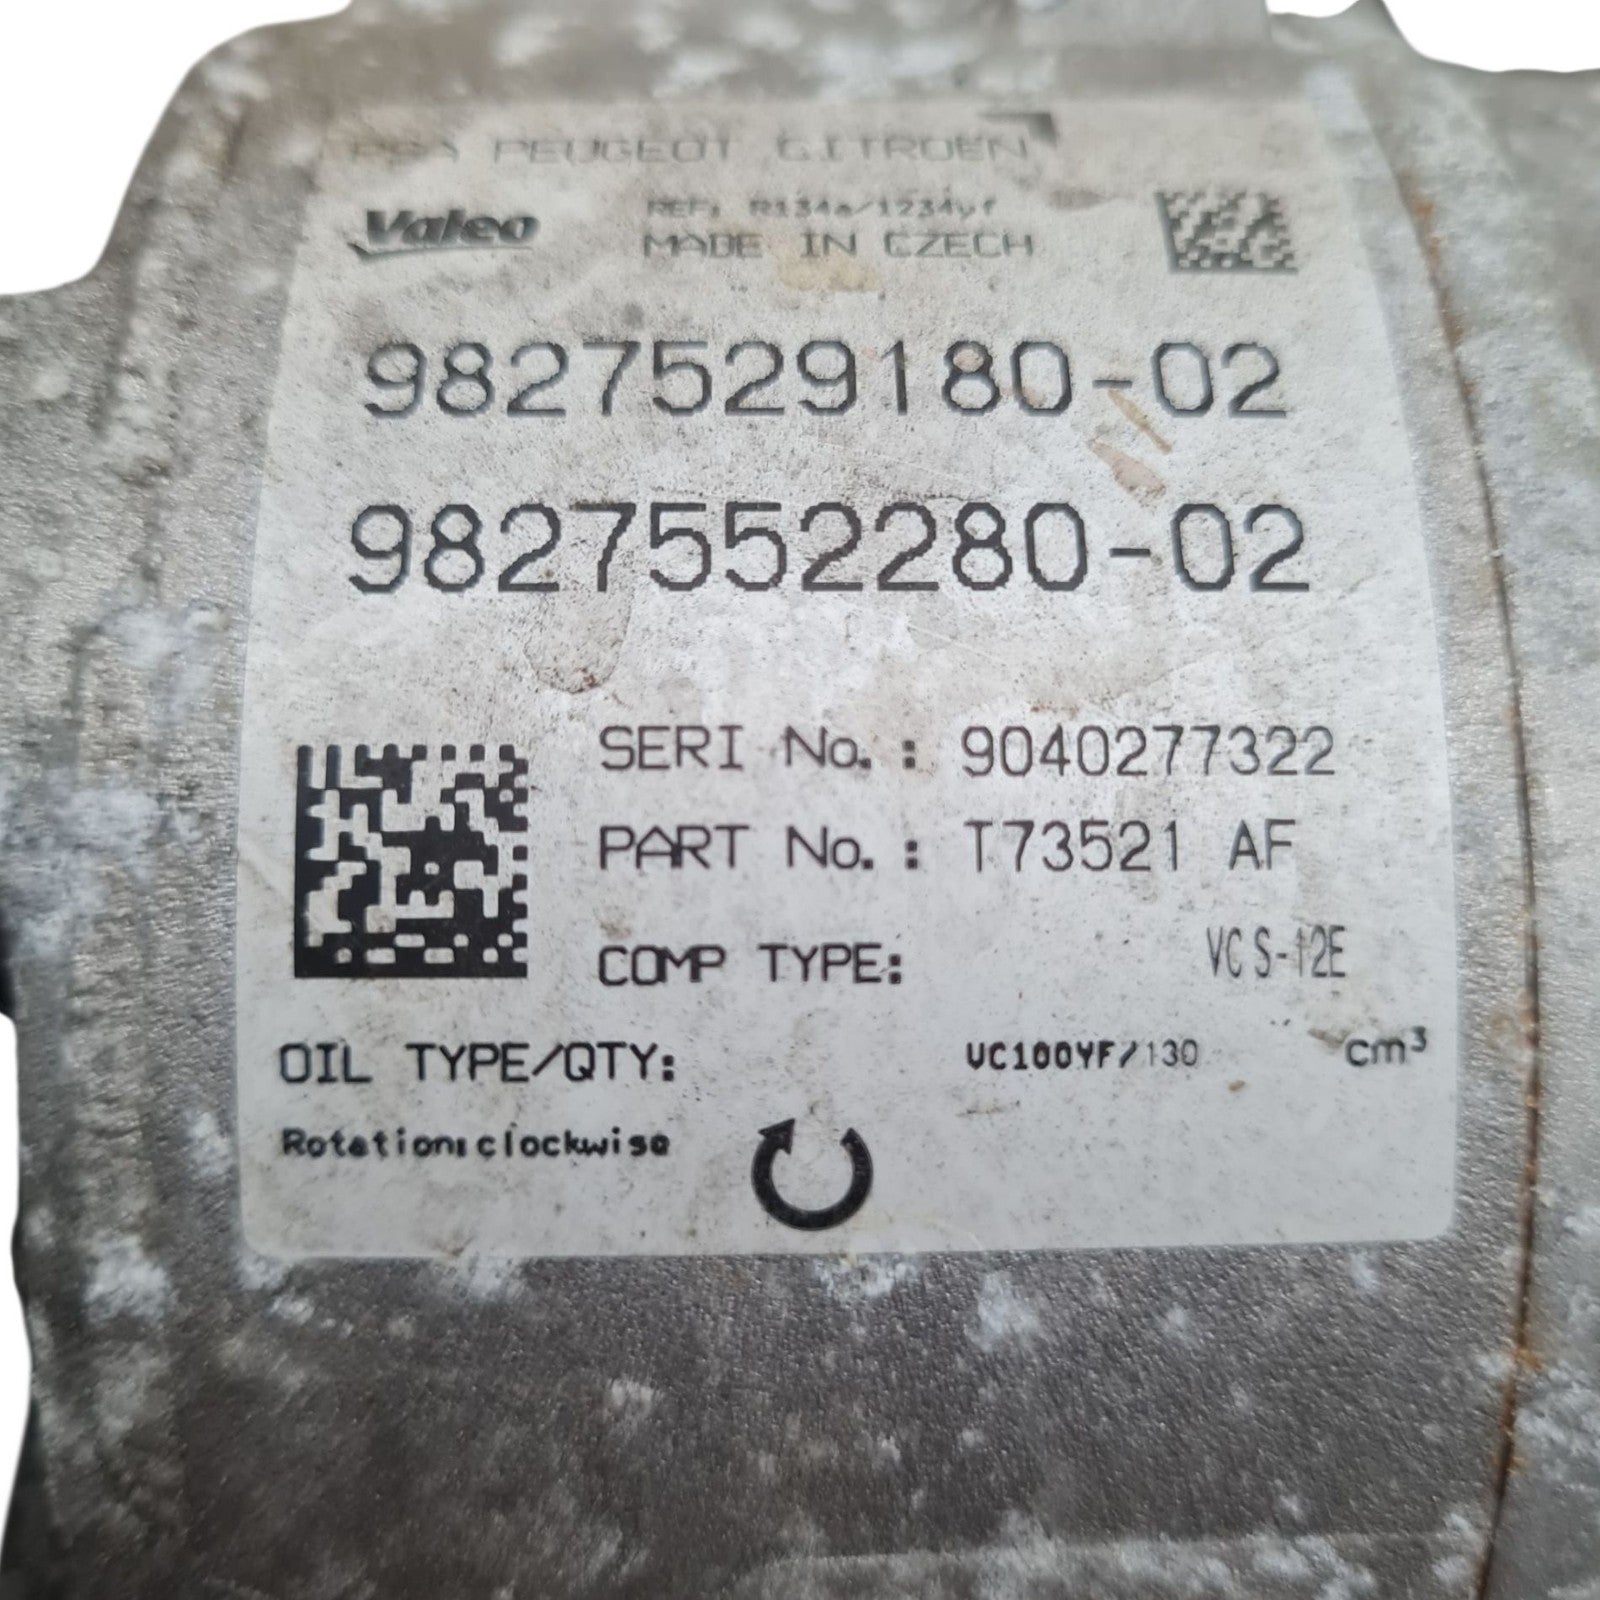 PSA PEUGEOT CITROËN
Valeo
REF: R134a/1234yf
MADE IN CZECH
9827529180-02
9827552280-02
SERI No.: 9040277322
PART No.: T73521 AF
COMP TYPE: VCS-12E
OIL TYPE/QTY: VC100YF/130 cm³
Rotation:clockwise